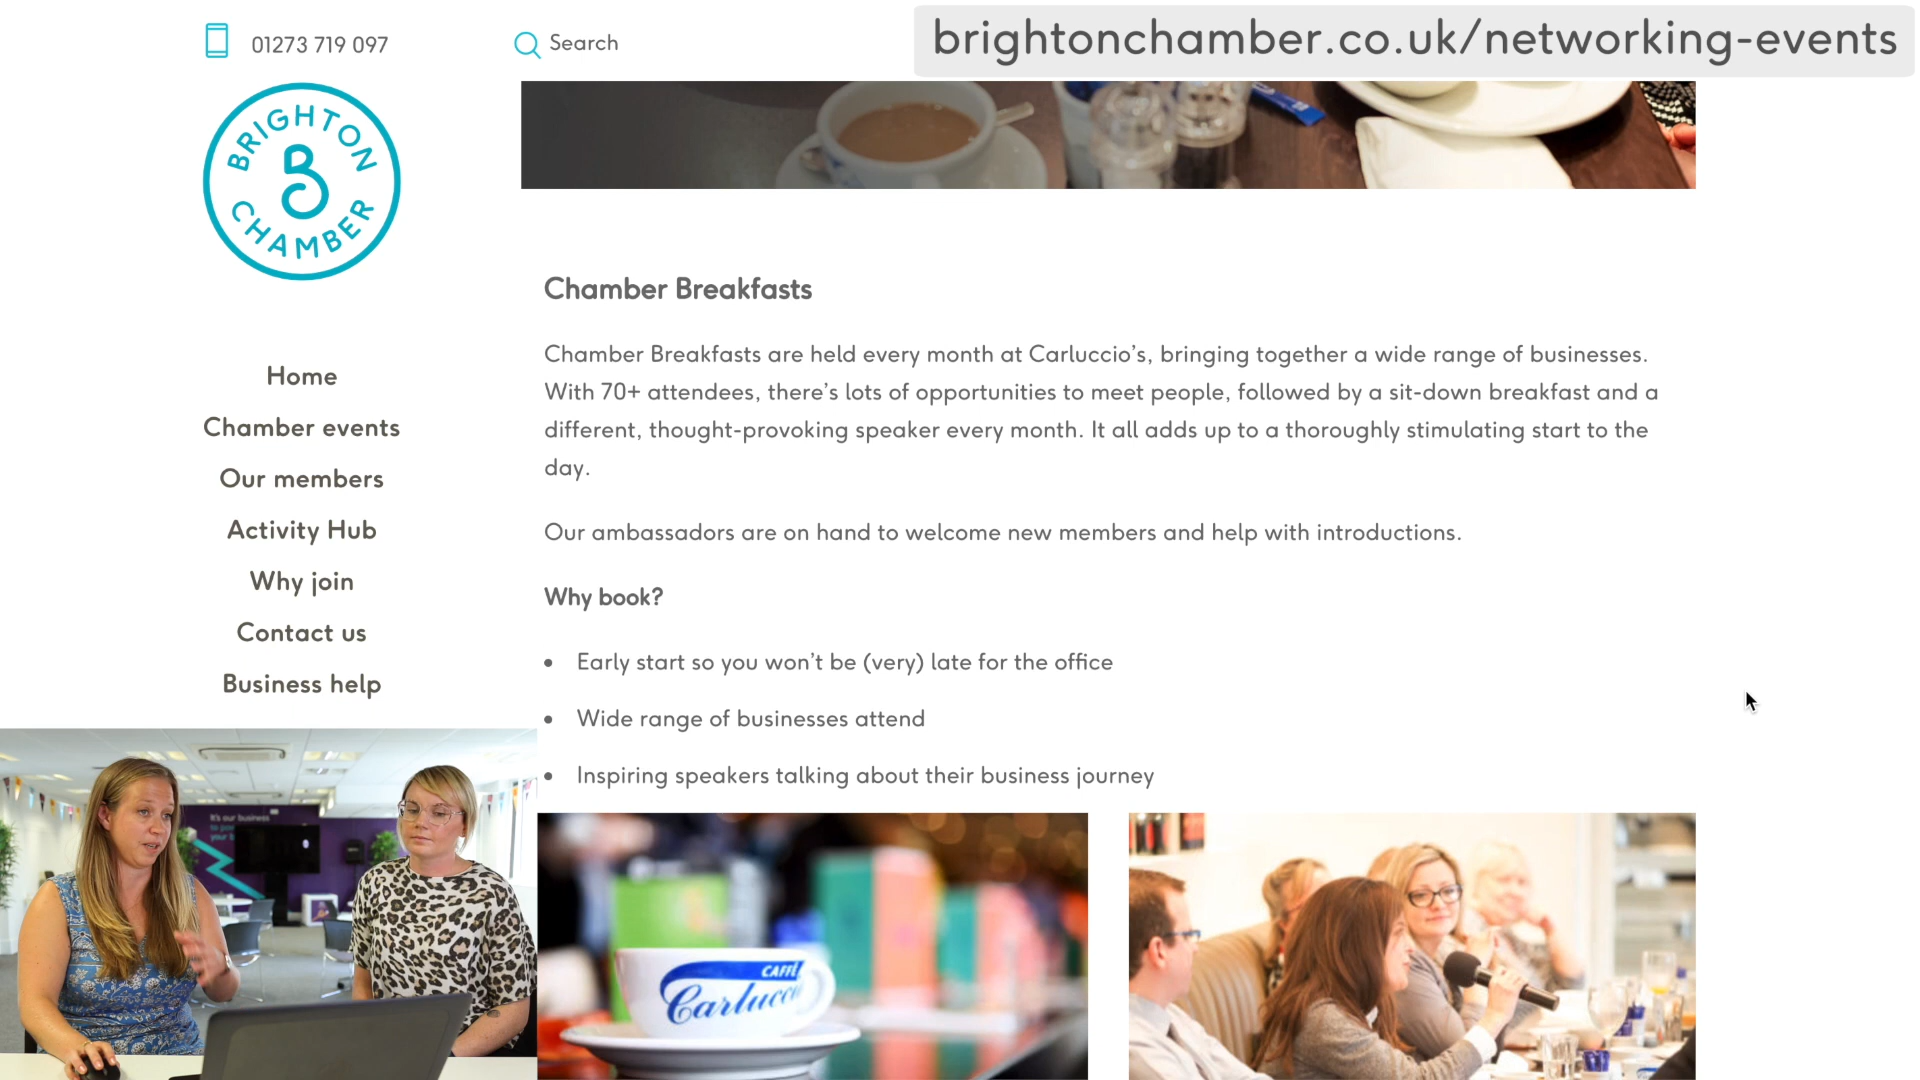 01273 719 097
Search
brightonchamber.co.uk/networking-events
BRIGHTON
B
CHAMBER
Home
Chamber events
Our members
Activity Hub
Why join
Contact us
Business help
Chamber Breakfasts
Chamber Breakfasts are held every month at Carluccio’s, bringing together a wide range of businesses.
With 70+ attendees, there’s lots of opportunities to meet people, followed by a sit-down breakfast and a
different, thought-provoking speaker every month. It all adds up to a thoroughly stimulating start to the
day.
Our ambassadors are on hand to welcome new members and help with introductions.
Why book?
• Early start so you won’t be (very) late for the office
• Wide range of businesses attend
• Inspiring speakers talking about their business journey
It's our business
CAFFÉ
Carlucci